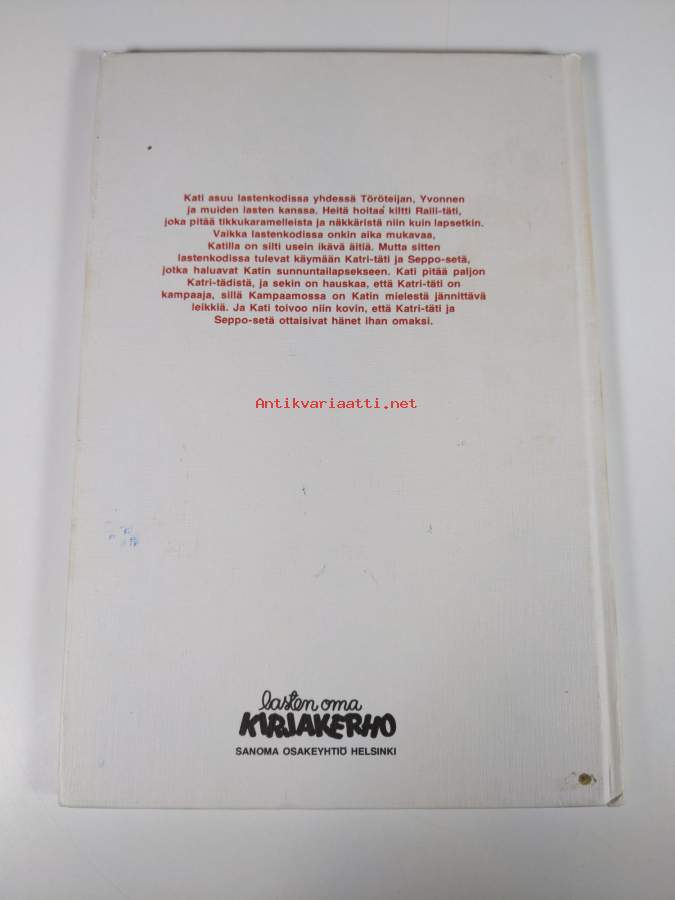 Kati asuu lastenkodissa yhdessä Töröteijan, Yvonnen
ja muiden lasten kanssa. Heitä hoitaa kiltti Raili-täti,
joka pitää tikkukaramelleista ja näkkäristä niin kuin lapsetkin.
Vaikka lastenkodissa onkin aika mukavaa,
Katilla on silti usein ikävä äitiä. Mutta sitten
lastenkodissa tulevat käymään Katri-täti ja Seppo-setä,
jotka haluavat Katin sunnuntailapsekseen. Kati pitää paljon
Katri-tädistä, ja sekin on hauskaa, että Katri-täti on
kampaaja, sillä Kampaamossa on Katin mielestä jännittävä
leikkiä. Ja Kati toivoo niin kovin, että Katri-täti ja
Seppo-setä ottaisivat hänet ihan omaksi.
Antikvariaatti.net
lasten oma
KIRJAKERHO
SANOMA OSAKEYHTIÖ HELSINKI